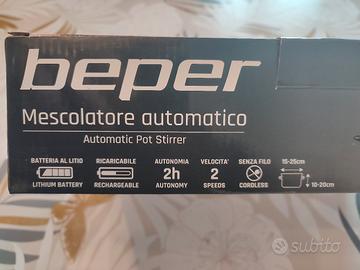 beper
Mescolatore automatico
Automatic Pot Stirrer
BATTERIA AL LITIO RICARICABILE AUTONOMIA VELOCITA' SENZA FILO 15-25cm
2h 2 10-20cm
LITHIUM BATTERY RECHARGEABLE AUTONOMY SPEEDS CORDLESS
subito